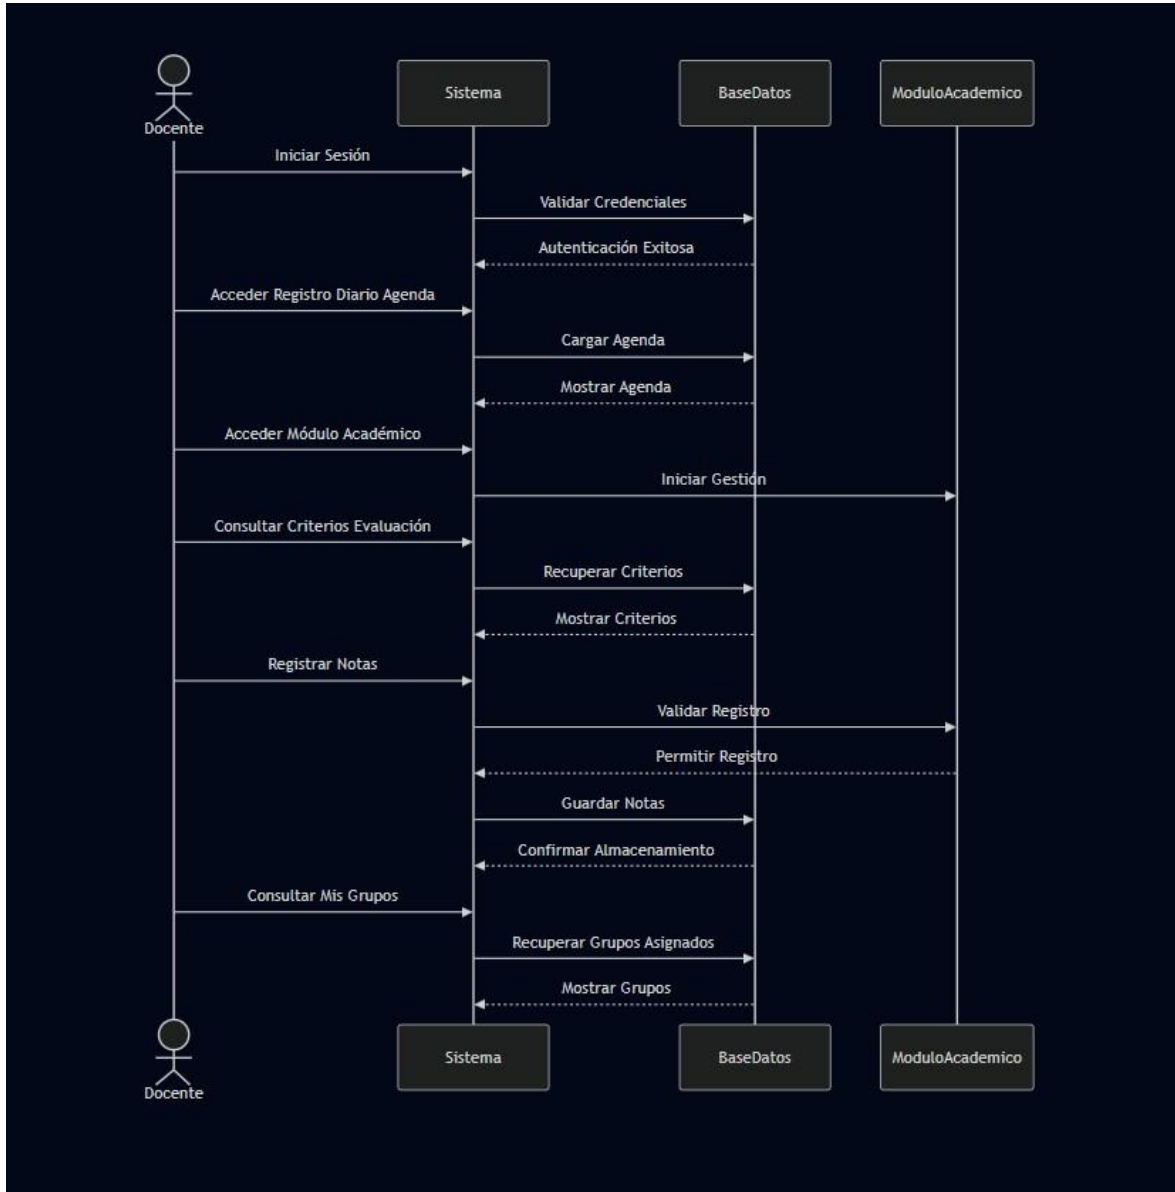 Sistema
BaseDatos
ModuloAcademico
Docente
Iniciar Sesión
Validar Credenciales
Autenticación Exitosa
Acceder Registro Diario Agenda
Cargar Agenda
Mostrar Agenda
Acceder Módulo Académico
Iniciar Gestión
Consultar Criterios Evaluación
Recuperar Criterios
Mostrar Criterios
Registrar Notas
Validar Registro
Permitir Registro
Guardar Notas
Confirmar Almacenamiento
Consultar Mis Grupos
Recuperar Grupos Asignados
Mostrar Grupos
Sistema
BaseDatos
ModuloAcademico
Docente